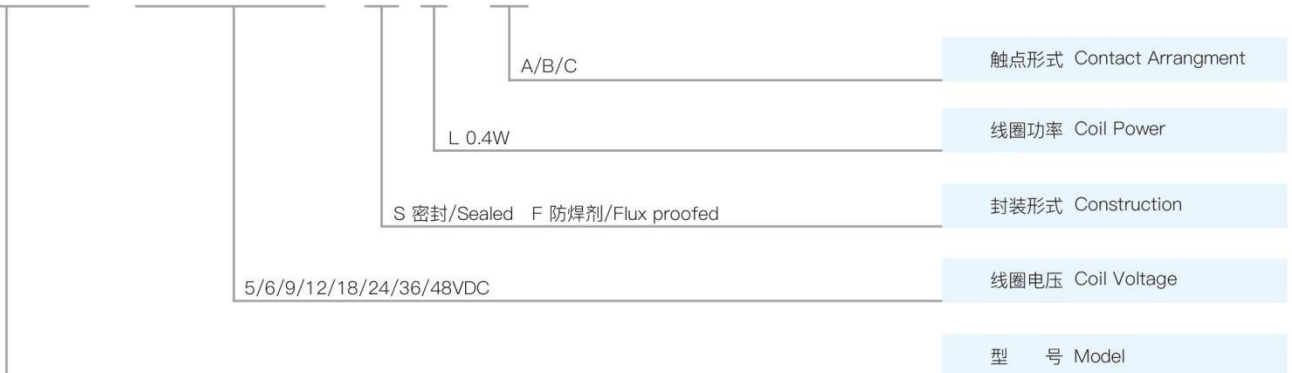 A/B/C
触点形式 Contact Arrangment
L 0.4W
线圈功率 Coil Power
S 密封/Sealed F 防焊剂/Flux proofed
封装形式 Construction
5/6/9/12/18/24/36/48VDC
线圈电压 Coil Voltage
型 号 Model